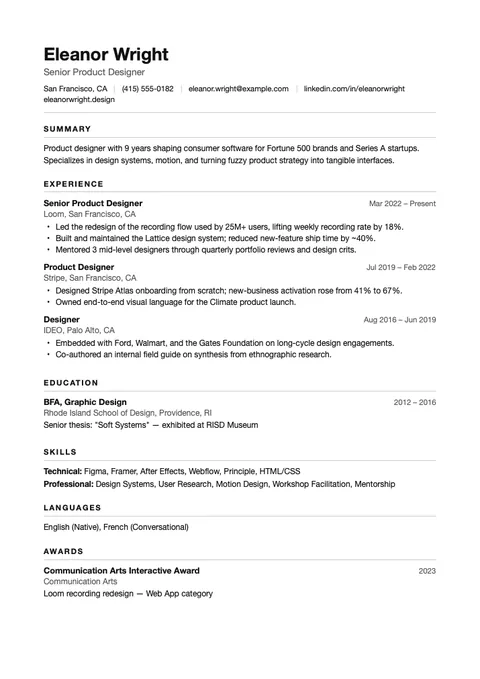 Eleanor Wright
Senior Product Designer
San Francisco, CA | (415) 555-0182 | eleanor.wright@example.com | linkedin.com/in/eleanorwright
eleanorwright.design
SUMMARY
Product designer with 9 years shaping consumer software for Fortune 500 brands and Series A startups.
Specializes in design systems, motion, and turning fuzzy product strategy into tangible interfaces.
EXPERIENCE
Senior Product Designer Mar 2022 – Present
Loom, San Francisco, CA
• Led the redesign of the recording flow used by 25M+ users, lifting weekly recording rate by 18%.
• Built and maintained the Lattice design system; reduced new-feature ship time by ~40%.
• Mentored 3 mid-level designers through quarterly portfolio reviews and design crits.
Product Designer Jul 2019 – Feb 2022
Stripe, San Francisco, CA
• Designed Stripe Atlas onboarding from scratch; new-business activation rose from 41% to 67%.
• Owned end-to-end visual language for the Climate product launch.
Designer Aug 2016 – Jun 2019
IDEO, Palo Alto, CA
• Embedded with Ford, Walmart, and the Gates Foundation on long-cycle design engagements.
• Co-authored an internal field guide on synthesis from ethnographic research.
EDUCATION
BFA, Graphic Design 2012 – 2016
Rhode Island School of Design, Providence, RI
Senior thesis: "Soft Systems" — exhibited at RISD Museum
SKILLS
Technical: Figma, Framer, After Effects, Webflow, Principle, HTML/CSS
Professional: Design Systems, User Research, Motion Design, Workshop Facilitation, Mentorship
LANGUAGES
English (Native), French (Conversational)
AWARDS
Communication Arts Interactive Award 2023
Communication Arts
Loom recording redesign — Web App category